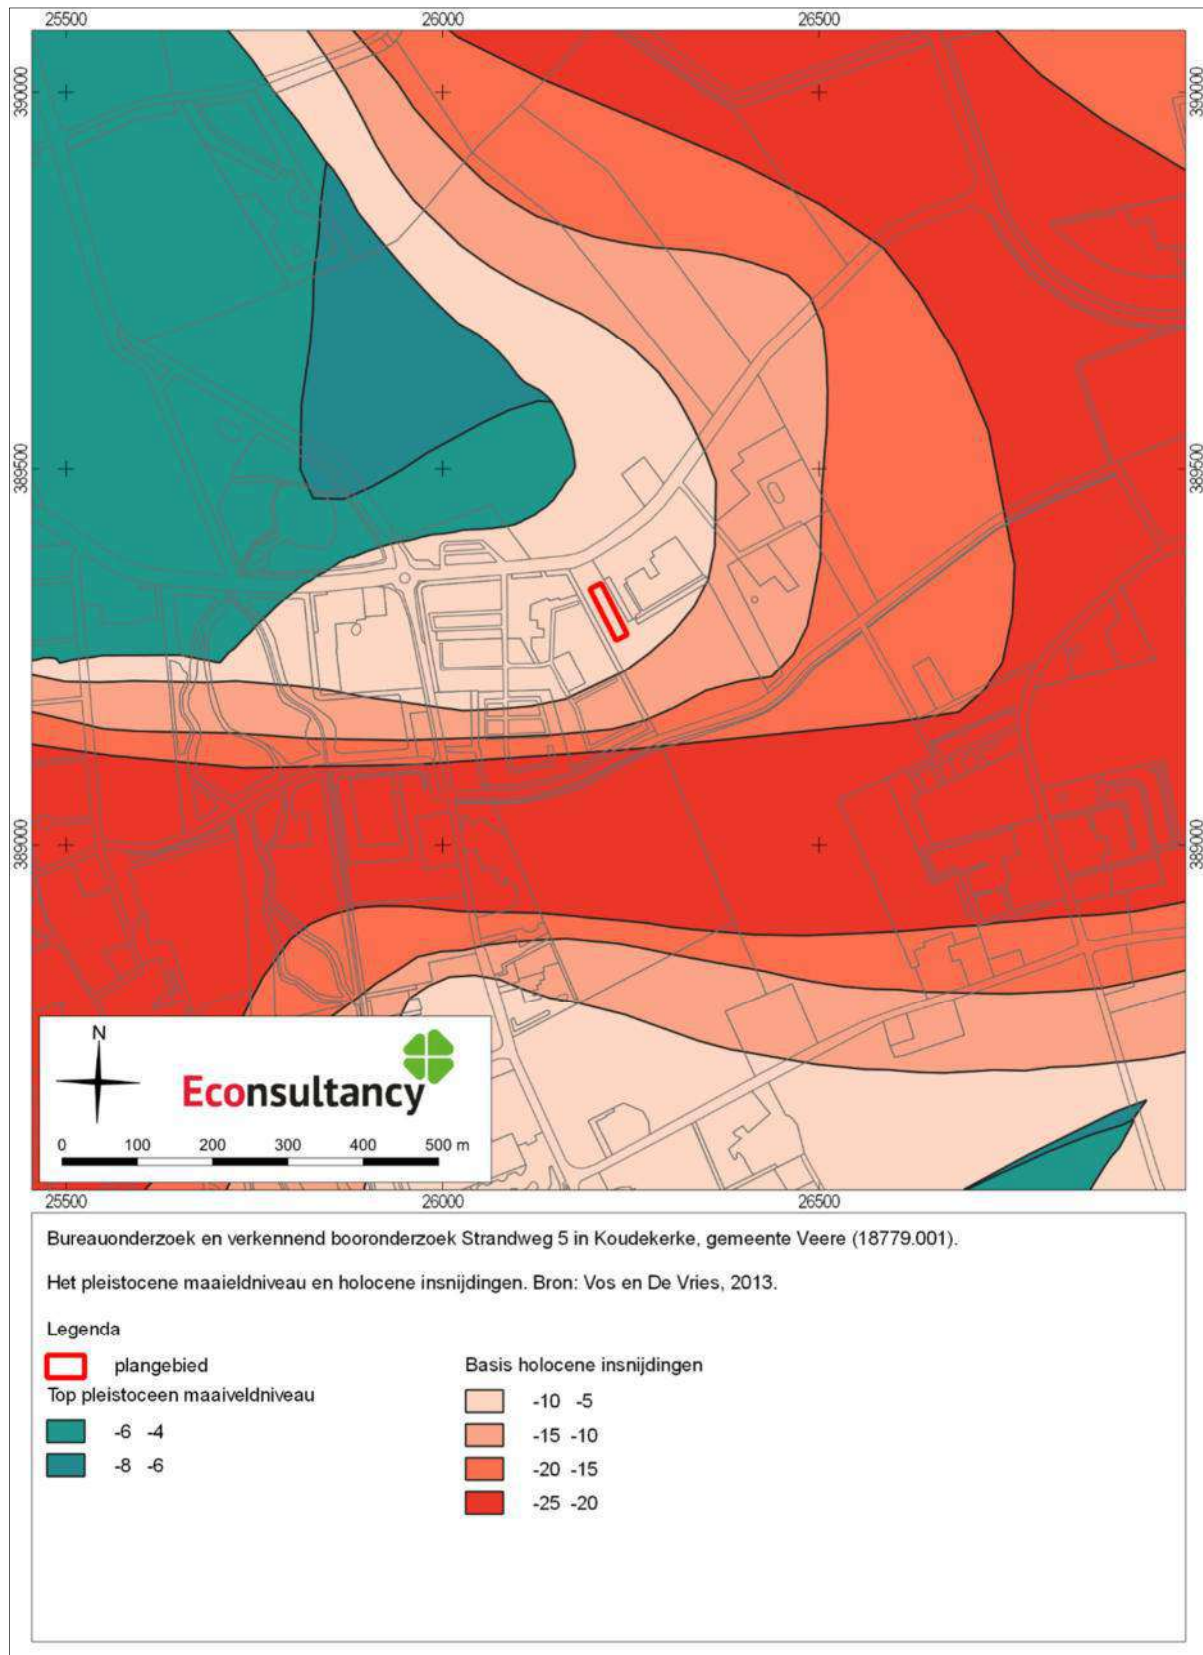 25500 26000 26500
390000 390000
389500 389500
389000 389000
N
Econsultancy
0 100 200 300 400 500 m
25500 26000 26500
Bureauonderzoek en verkennend booronderzoek Strandweg 5 in Koudekerke, gemeente Veere (18779.001).
Het pleistocene maaieldniveau en holocene insnijdingen. Bron: Vos en De Vries, 2013.
Legenda
plangebied
Top pleistoceen maaiveldniveau
-6 -4
-8 -6
Basis holocene insnijdingen
-10 -5
-15 -10
-20 -15
-25 -20